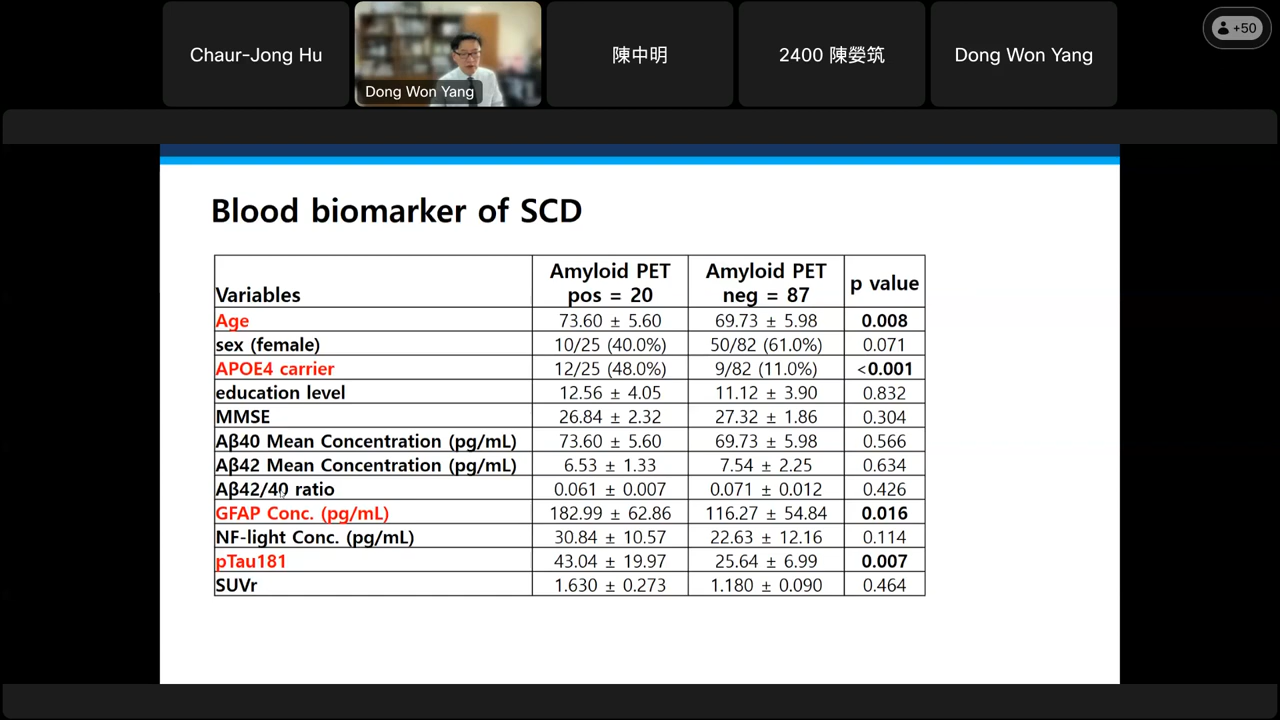 Chaur-Jong Hu
Dong Won Yang
陳中明
2400 陳嫈筑
Dong Won Yang
+50
Blood biomarker of SCD
Variables Amyloid PET pos = 20 Amyloid PET neg = 87 p value
Age 73.60 ± 5.60 69.73 ± 5.98 0.008
sex (female) 10/25 (40.0%) 50/82 (61.0%) 0.071
APOE4 carrier 12/25 (48.0%) 9/82 (11.0%) <0.001
education level 12.56 ± 4.05 11.12 ± 3.90 0.832
MMSE 26.84 ± 2.32 27.32 ± 1.86 0.304
Aβ40 Mean Concentration (pg/mL) 73.60 ± 5.60 69.73 ± 5.98 0.566
Aβ42 Mean Concentration (pg/mL) 6.53 ± 1.33 7.54 ± 2.25 0.634
Aβ42/40 ratio 0.061 ± 0.007 0.071 ± 0.012 0.426
GFAP Conc. (pg/mL) 182.99 ± 62.86 116.27 ± 54.84 0.016
NF-light Conc. (pg/mL) 30.84 ± 10.57 22.63 ± 12.16 0.114
pTau181 43.04 ± 19.97 25.64 ± 6.99 0.007
SUVr 1.630 ± 0.273 1.180 ± 0.090 0.464